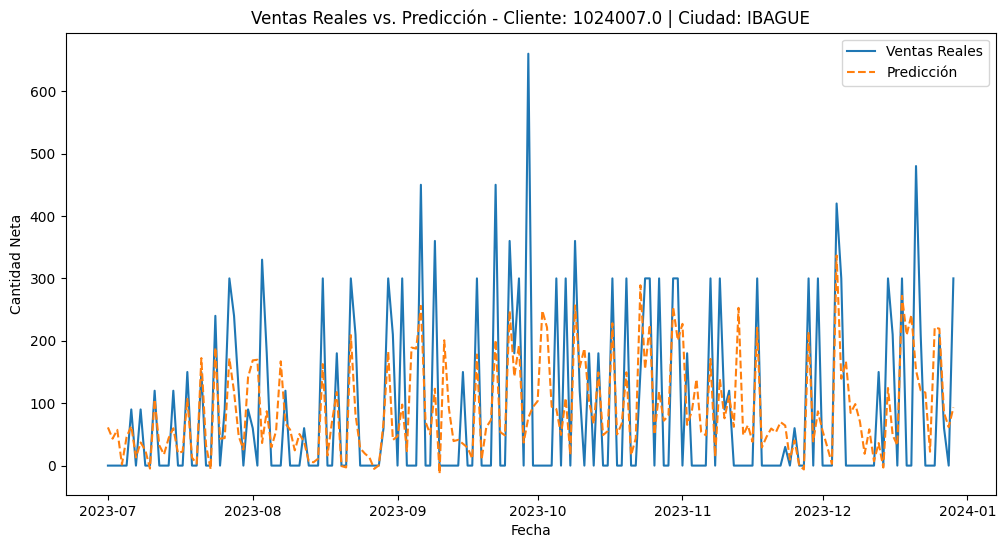 Ventas Reales vs. Predicción - Cliente: 1024007.0 | Ciudad: IBAGUE
Ventas Reales
Predicción
Cantidad Neta
600
500
400
300
200
100
0
2023-07
2023-08
2023-09
2023-10
2023-11
2023-12
2024-01
Fecha